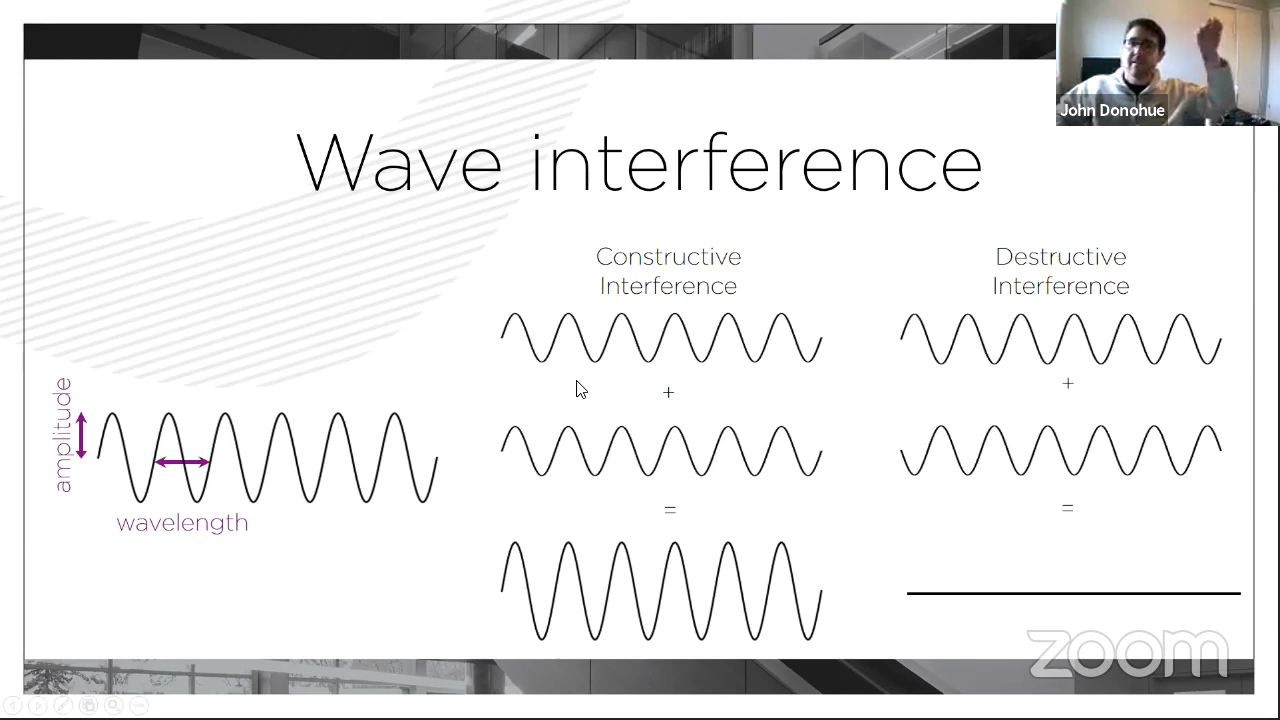 John Donohue
Wave interference
Constructive
Interference
Destructive
Interference
+
+
amplitude
wavelength
=
=
zoom